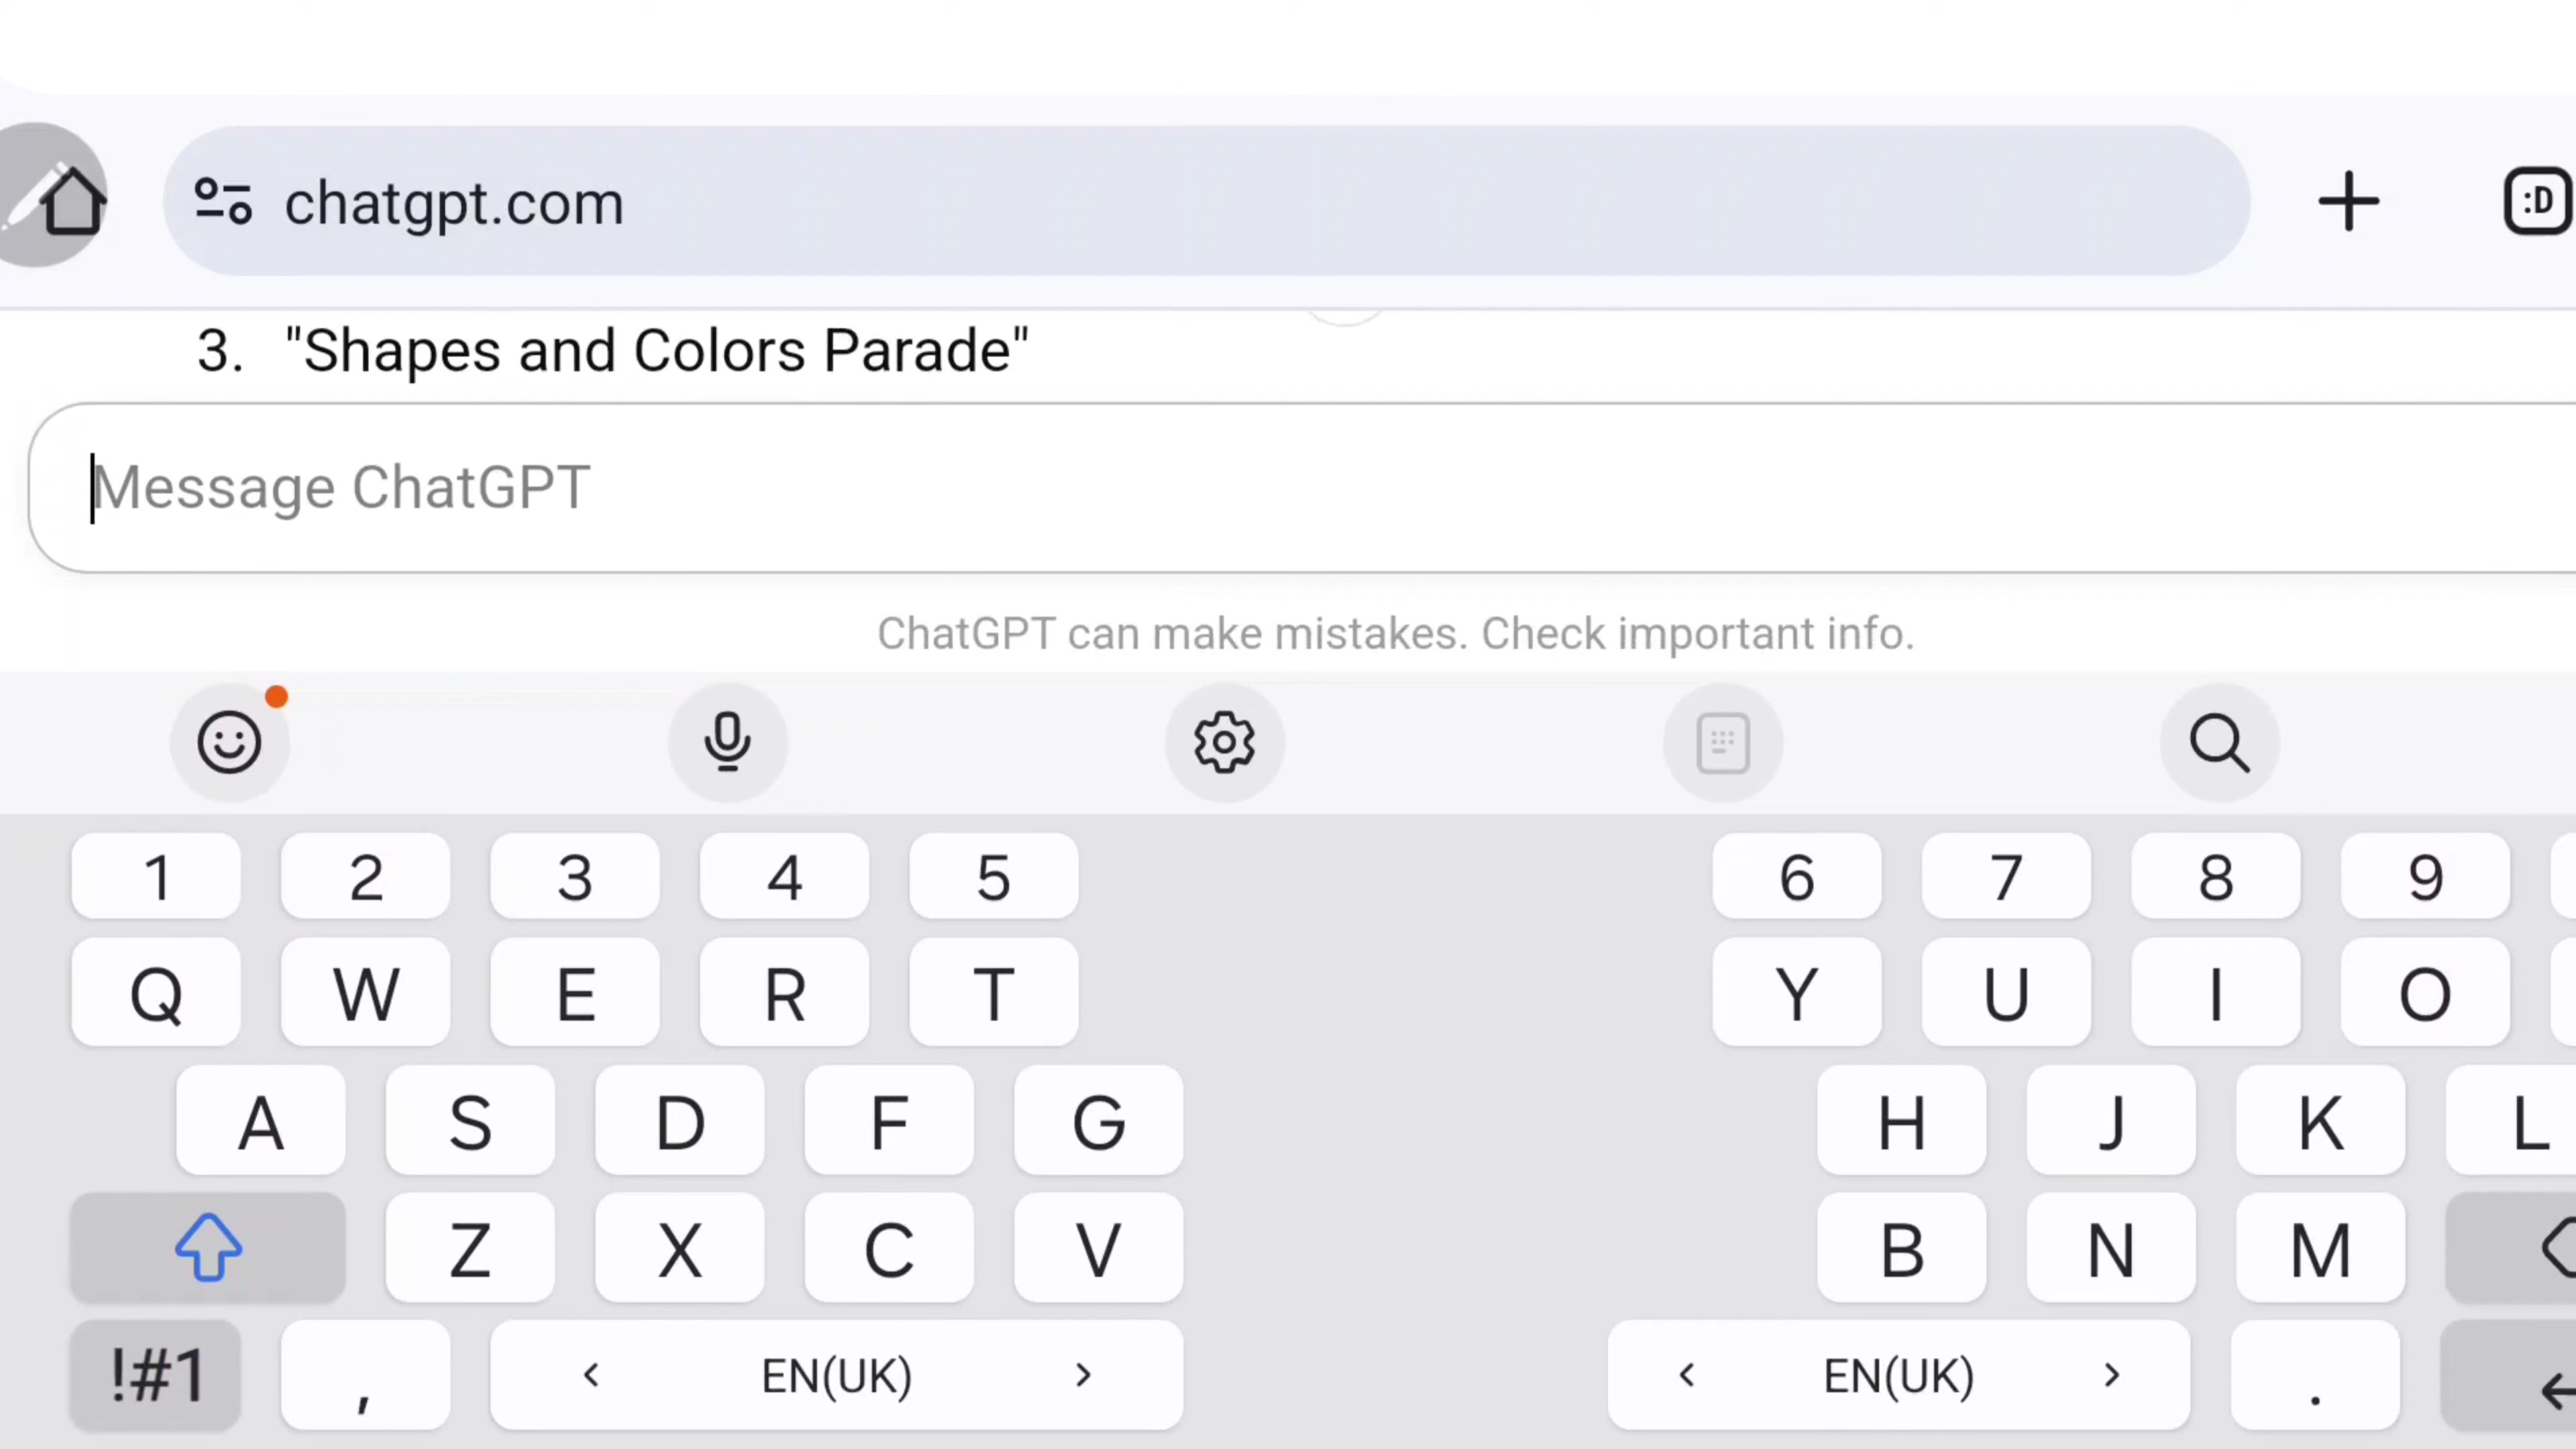 chatgpt.com
:D
3. "Shapes and Colors Parade"
Message ChatGPT
ChatGPT can make mistakes. Check important info.
1 2 3 4 5 6 7 8 9
Q W E R T Y U I O
A S D F G H J K L
Z X C V B N M
!#1 , < EN(UK) > < EN(UK) > .